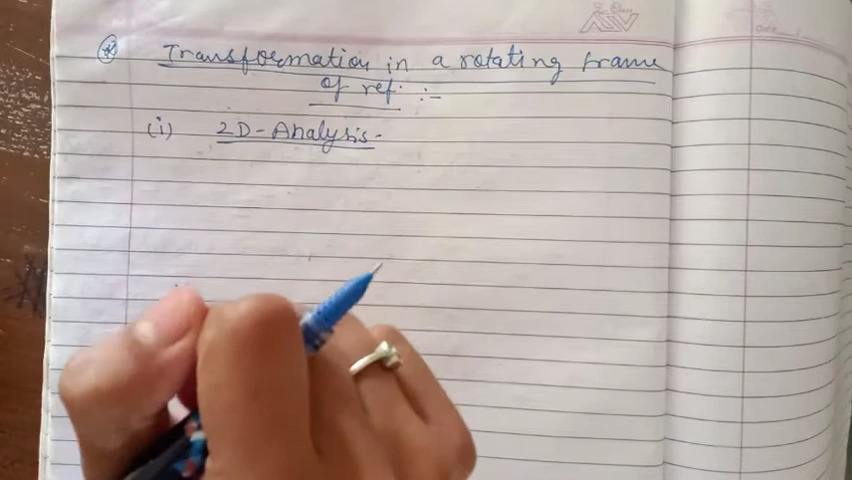 Transformation in a rotating frame
of ref. :-
(i) 2D-Analysis-